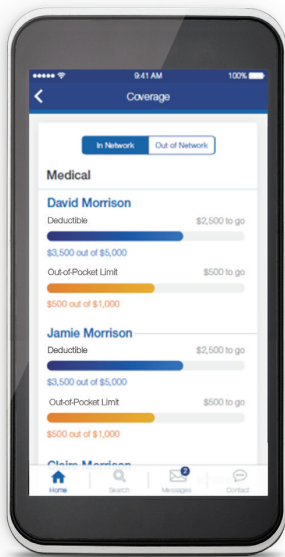 9:41 AM 100%
Coverage
In Network Out of Network
Medical
David Morrison
Deductible $2,500 to go
$3,500 out of $5,000
Out-of-Pocket Limit $500 to go
$500 out of $1,000
Jamie Morrison
Deductible $2,500 to go
$3,500 out of $5,000
Out-of-Pocket Limit $500 to go
$500 out of $1,000
Claire Morrison
2
Home Search Messages Contact